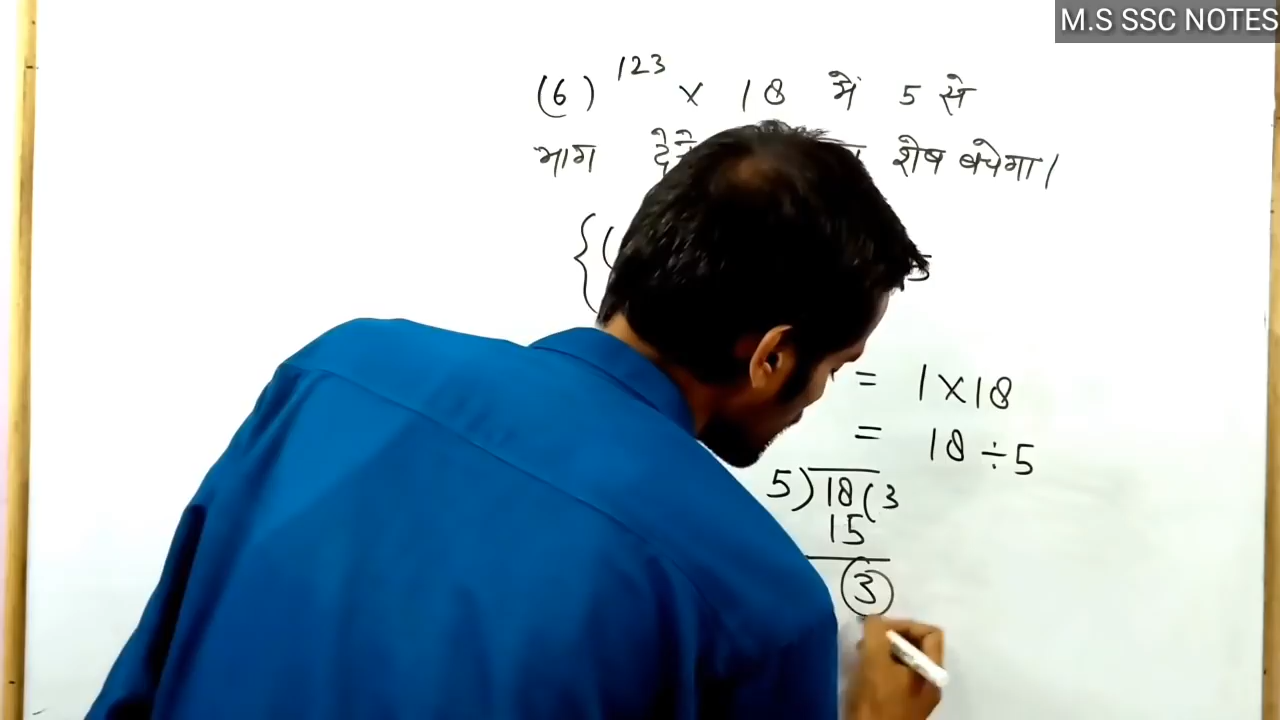 M.S SSC NOTES
(6)¹²³ × 18 में 5 से
भाग शेष बचेगा।
{(
= 1×18
= 18÷5
5)18(3
15
3